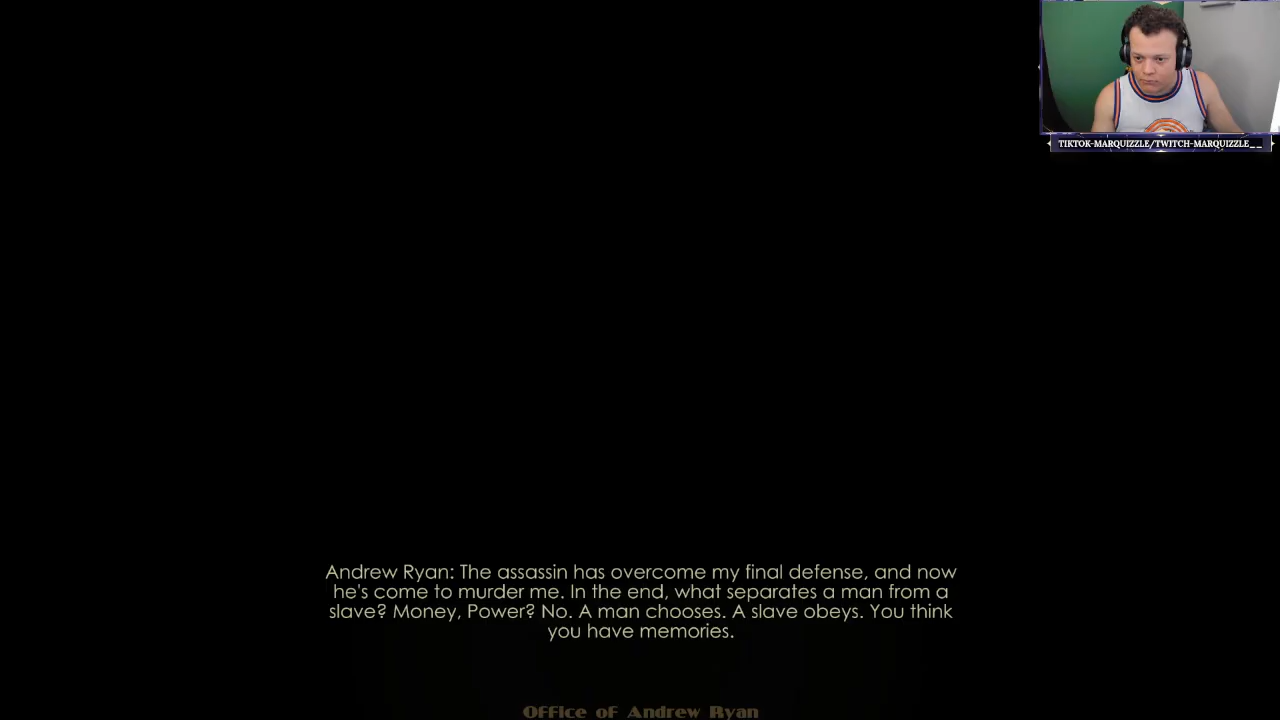 TIKTOK-MARQUIZZLE/TWITCH-MARQUIZZLE__
Andrew Ryan: The assassin has overcome my final defense, and now
he's come to murder me. In the end, what separates a man from a
slave? Money, Power? No. A man chooses. A slave obeys. You think
you have memories.
Office of Andrew Ryan